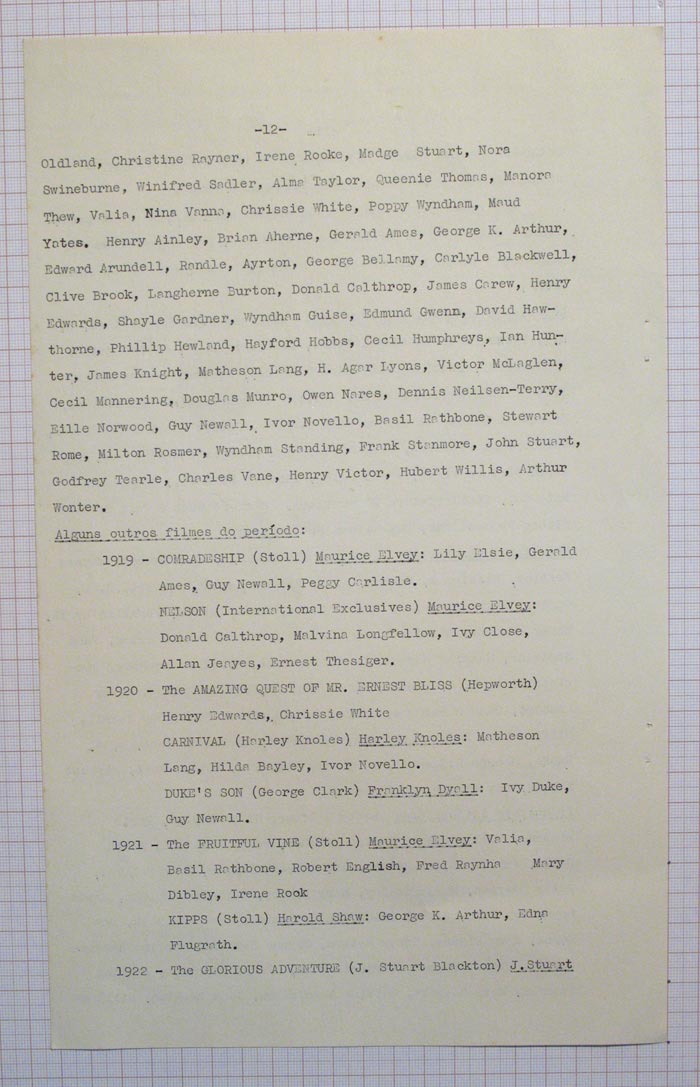 -12-
Oldland, Christine Rayner, Irene Rooke, Madge Stuart, Nora
Swineburne, Winifred Sadler, Alma Taylor, Queenie Thomas, Manora
Thew, Valia, Nina Vanna, Chrissie White, Poppy Wyndham, Maud
Yates. Henry Ainley, Brian Aherne, Gerald Ames, George K. Arthur,
Edward Arundell, Randle, Ayrton, George Bellamy, Carlyle Blackwell,
Clive Brook, Langherne Burton, Donald Calthrop, James Carew, Henry
Edwards, Shayle Gardner, Wyndham Guise, Edmund Gwenn, David Haw-
thorne, Phillip Hewland, Hayford Hobbs, Cecil Humphreys, Ian Hun-
ter, James Knight, Matheson Lang, H. Agar Lyons, Victor McLaglen,
Cecil Mannering, Douglas Munro, Owen Nares, Dennis Neilsen-Terry,
Eille Norwood, Guy Newall, Ivor Novello, Basil Rathbone, Stewart
Rome, Milton Rosmer, Wyndham Standing, Frank Stanmore, John Stuart,
Godfrey Tearle, Charles Vane, Henry Victor, Hubert Willis, Arthur
Wonter.
Alguns outros filmes do período:
1919 - COMRADESHIP (Stoll) Maurice Elvey: Lily Elsie, Gerald
Ames, Guy Newall, Peggy Carlisle.
NELSON (International Exclusives) Maurice Elvey:
Donald Calthrop, Malvina Longfellow, Ivy Close,
Allan Jeayes, Ernest Thesiger.
1920 - The AMAZING QUEST OF MR. ERNEST BLISS (Hepworth)
Henry Edwards, Chrissie White
CARNIVAL (Harley Knoles) Harley Knoles: Matheson
Lang, Hilda Bayley, Ivor Novello.
DUKE'S SON (George Clark) Franklyn Dyall: Ivy Duke,
Guy Newall.
1921 - The FRUITFUL VINE (Stoll) Maurice Elvey: Valia,
Basil Rathbone, Robert English, Fred Raynha Mary
Dibley, Irene Rook
KIPPS (Stoll) Harold Shaw: George K. Arthur, Edna
Flugrath.
1922 - The GLORIOUS ADVENTURE (J. Stuart Blackton) J.Stuart